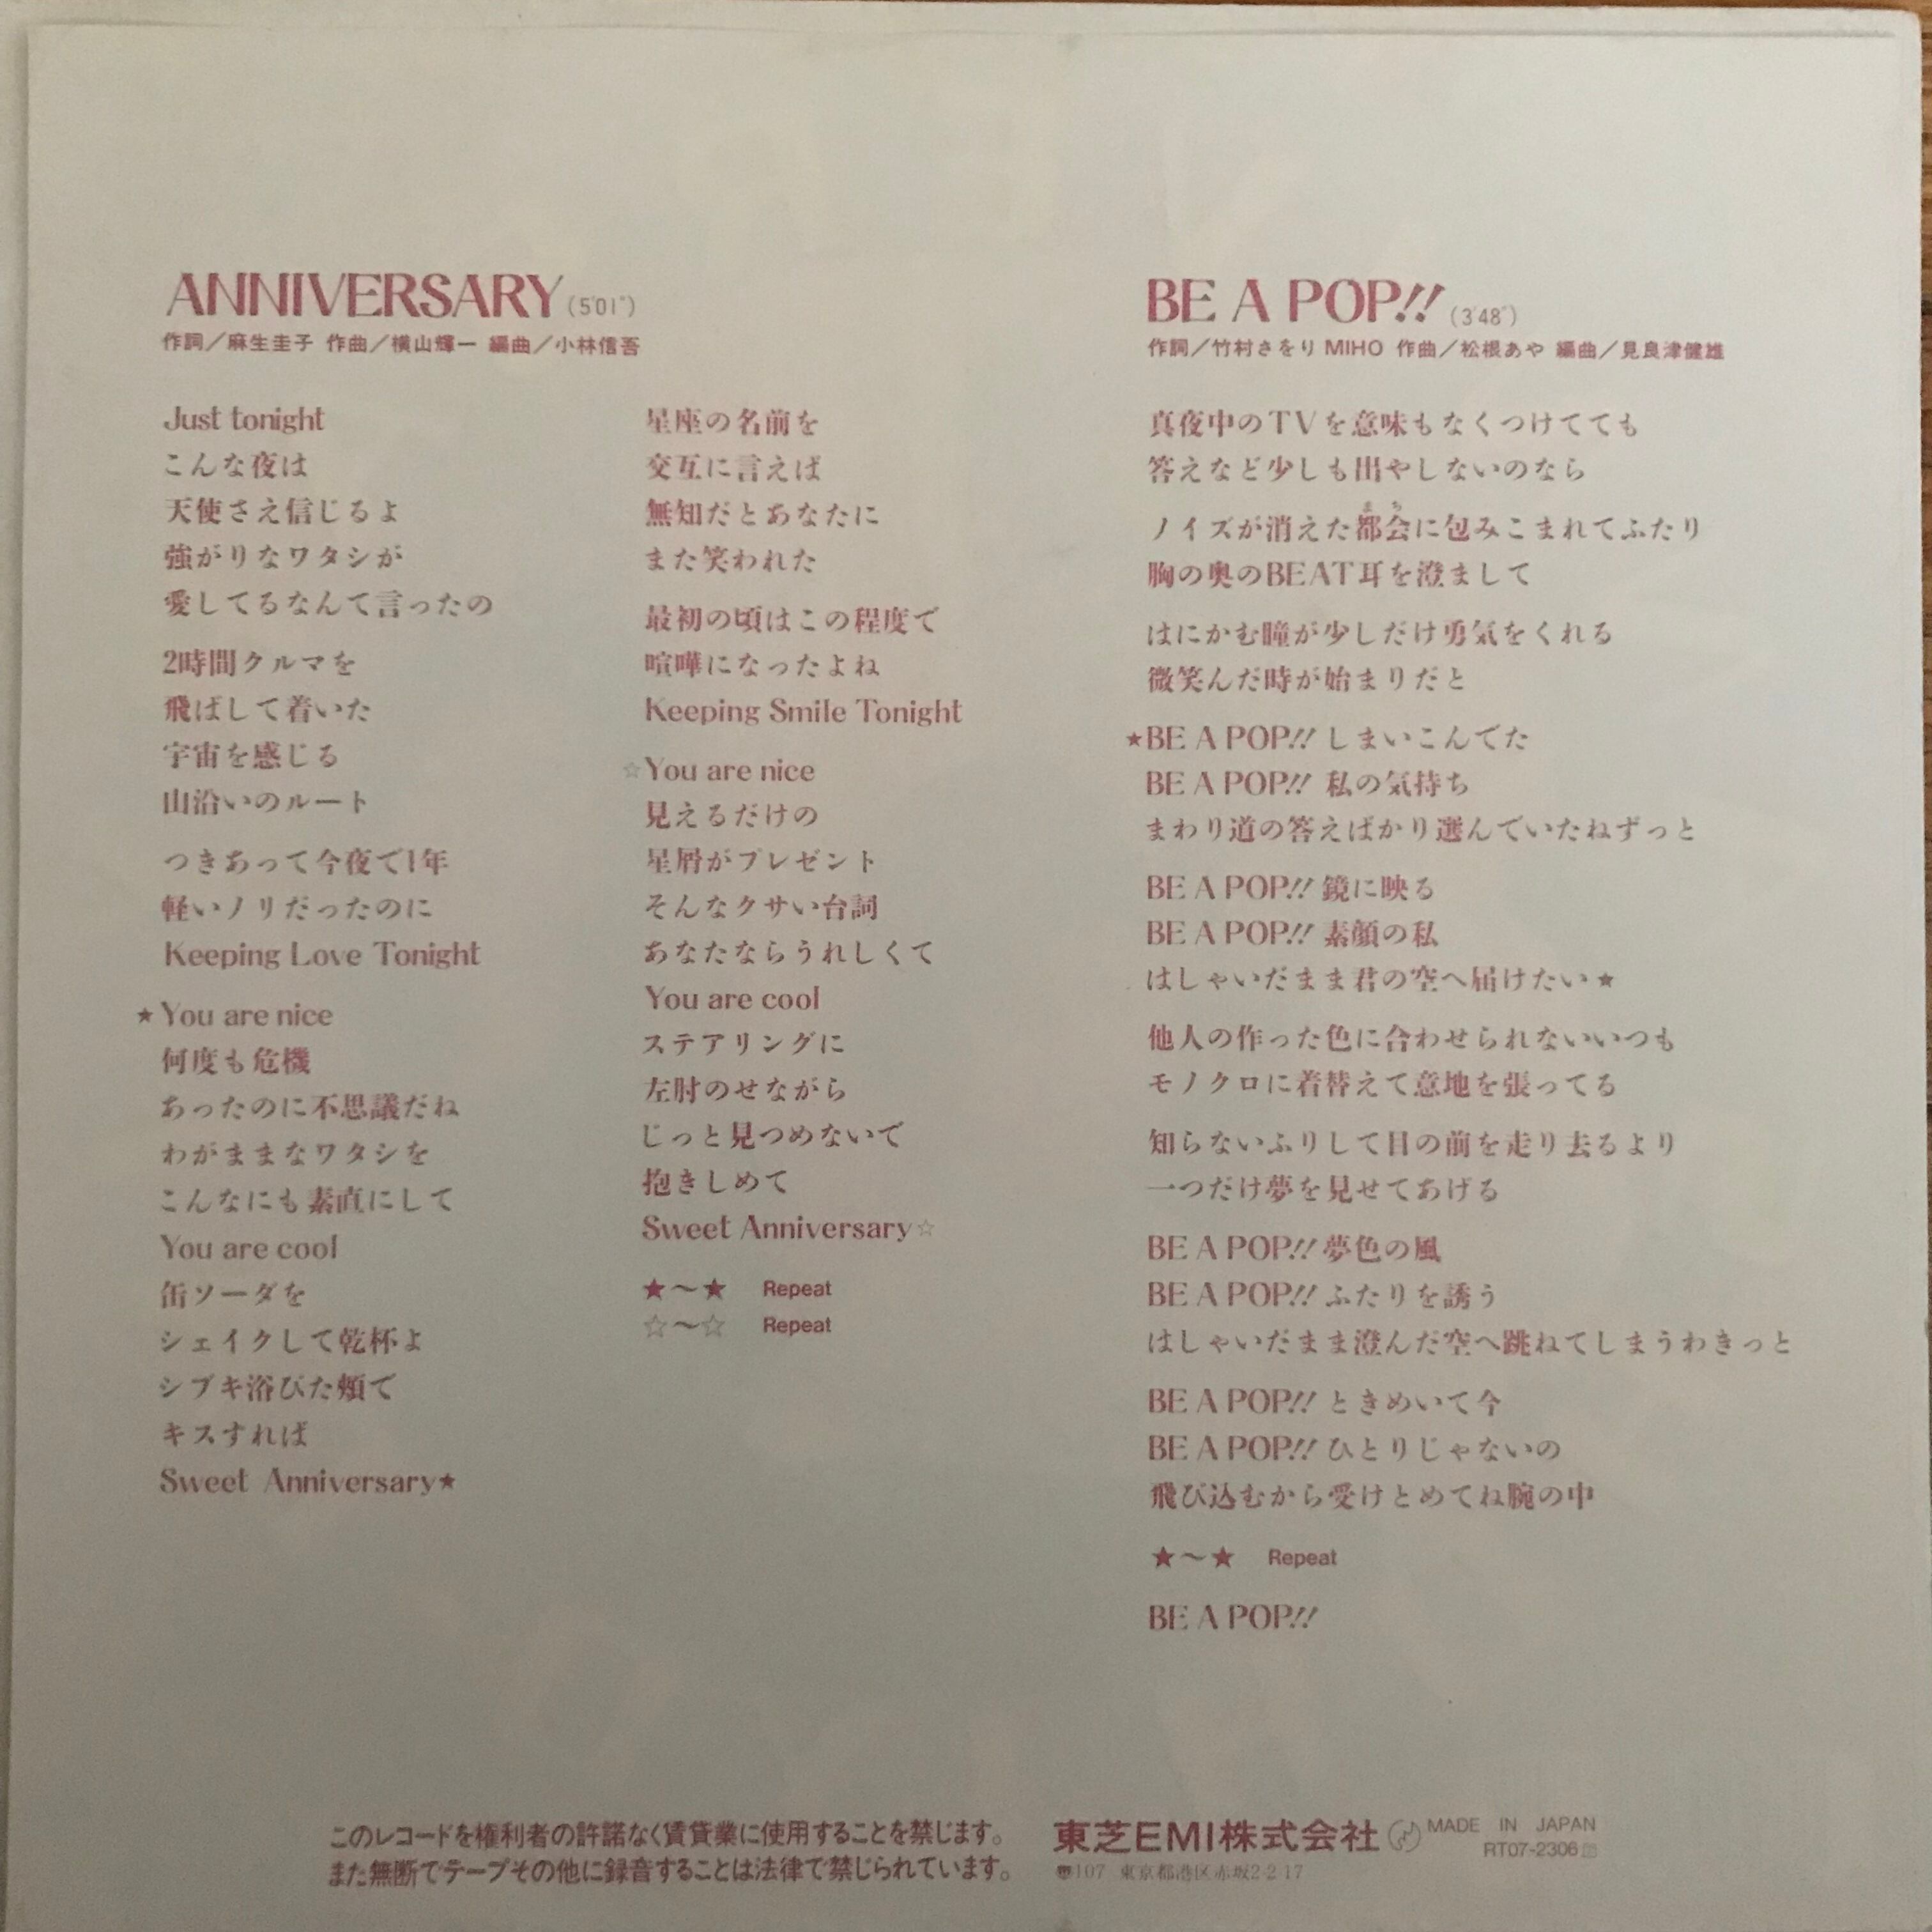 ANNIVERSARY (5'01")
作詞／麻生圭子 作曲／横山輝一 編曲／小林信吾
Just tonight
こんな夜は
天使さえ信じるよ
強がりなワタシが
愛してるなんて言ったの
2時間クルマを
飛ばして着いた
宇宙を感じる
山沿いのルート
つきあって今夜で1年
軽いノリだったのに
Keeping Love Tonight
★You are nice
何度も危機
あったのに不思議だね
わがままなワタシを
こんなにも素直にして
You are cool
缶ソーダを
シェイクして乾杯よ
シブキ浴びた頬で
キスすれば
Sweet Anniversary★
星座の名前を
交互に言えば
無知だとあなたに
また笑われた
最初の頃はこの程度で
喧嘩になったよね
Keeping Smile Tonight
☆You are nice
見えるだけの
星屑がプレゼント
そんなクサい台詞
あなたならうれしくて
You are cool
ステアリングに
左肘のせながら
じっと見つめないで
抱きしめて
Sweet Anniversary☆
★〜★ Repeat
☆〜☆ Repeat
BE A POP!! (3'48")
作詞／竹村さをり MIHO 作曲／松根あや 編曲／見良津健雄
真夜中のTVを意味もなくつけてても
答えなど少しも出やしないのなら
まち
ノイズが消えた都会に包みこまれてふたり
胸の奥のBEAT耳を澄まして
はにかむ瞳が少しだけ勇気をくれる
微笑んだ時が始まりだと
★BE A POP!! しまいこんでた
BE A POP!! 私の気持ち
まわり道の答えばかり選んでいたねずっと
BE A POP!! 鏡に映る
BE A POP!! 素顔の私
はしゃいだまま君の空へ届けたい★
他人の作った色に合わせられないいつも
モノクロに着替えて意地を張ってる
知らないふりして目の前を走り去るより
一つだけ夢を見せてあげる
BE A POP!! 夢色の風
BE A POP!! ふたりを誘う
はしゃいだまま澄んだ空へ跳ねてしまうわきっと
BE A POP!! ときめいて今
BE A POP!! ひとりじゃないの
飛び込むから受けとめてね腕の中
★〜★ Repeat
BE A POP!!
このレコードを権利者の許諾なく賃貸業に使用することを禁じます。
また無断でテープその他に録音することは法律で禁じられています。
東芝EMI株式会社
MADE IN JAPAN
RT07-2306
〠107 東京都港区赤坂2-2-17